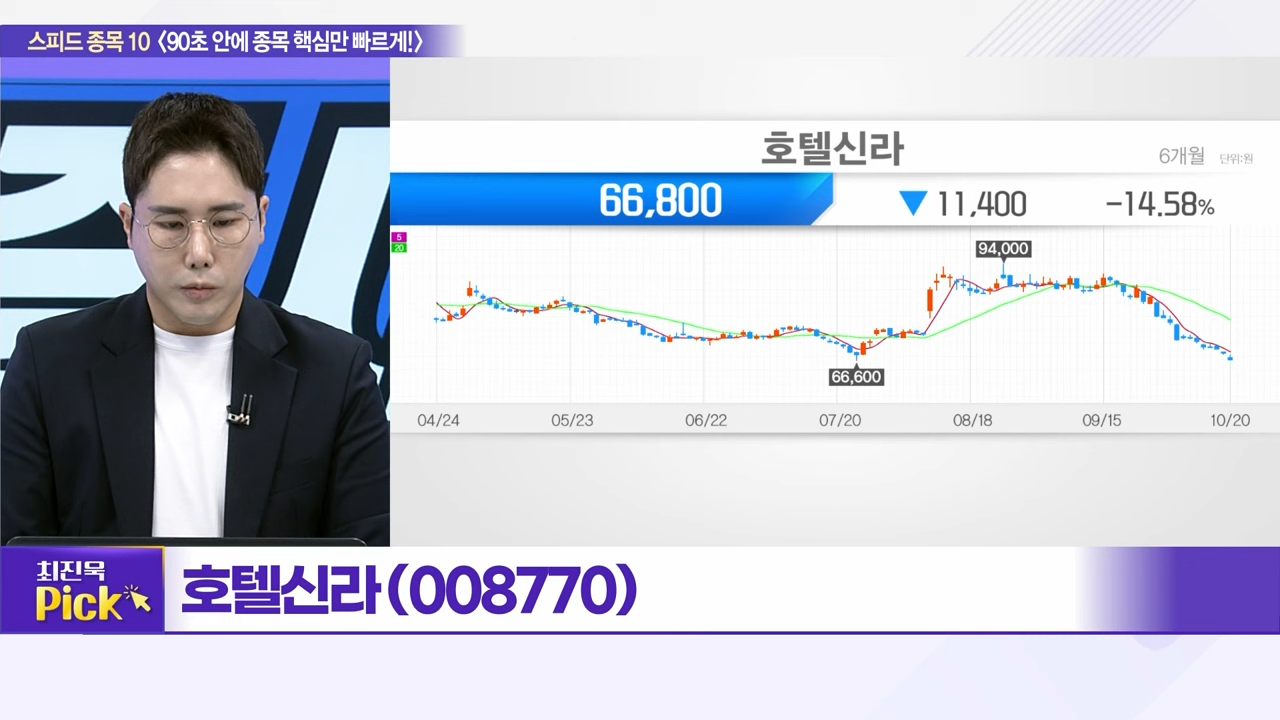 스피드 종목 10 〈90초 안에 종목 핵심만 빠르게!〉
호텔신라
6개월 단위:원
66,800 ▼ 11,400 -14.58%
5
20
94,000
66,600
04/24 05/23 06/22 07/20 08/18 09/15 10/20
최진욱
Pick
호텔신라(008770)